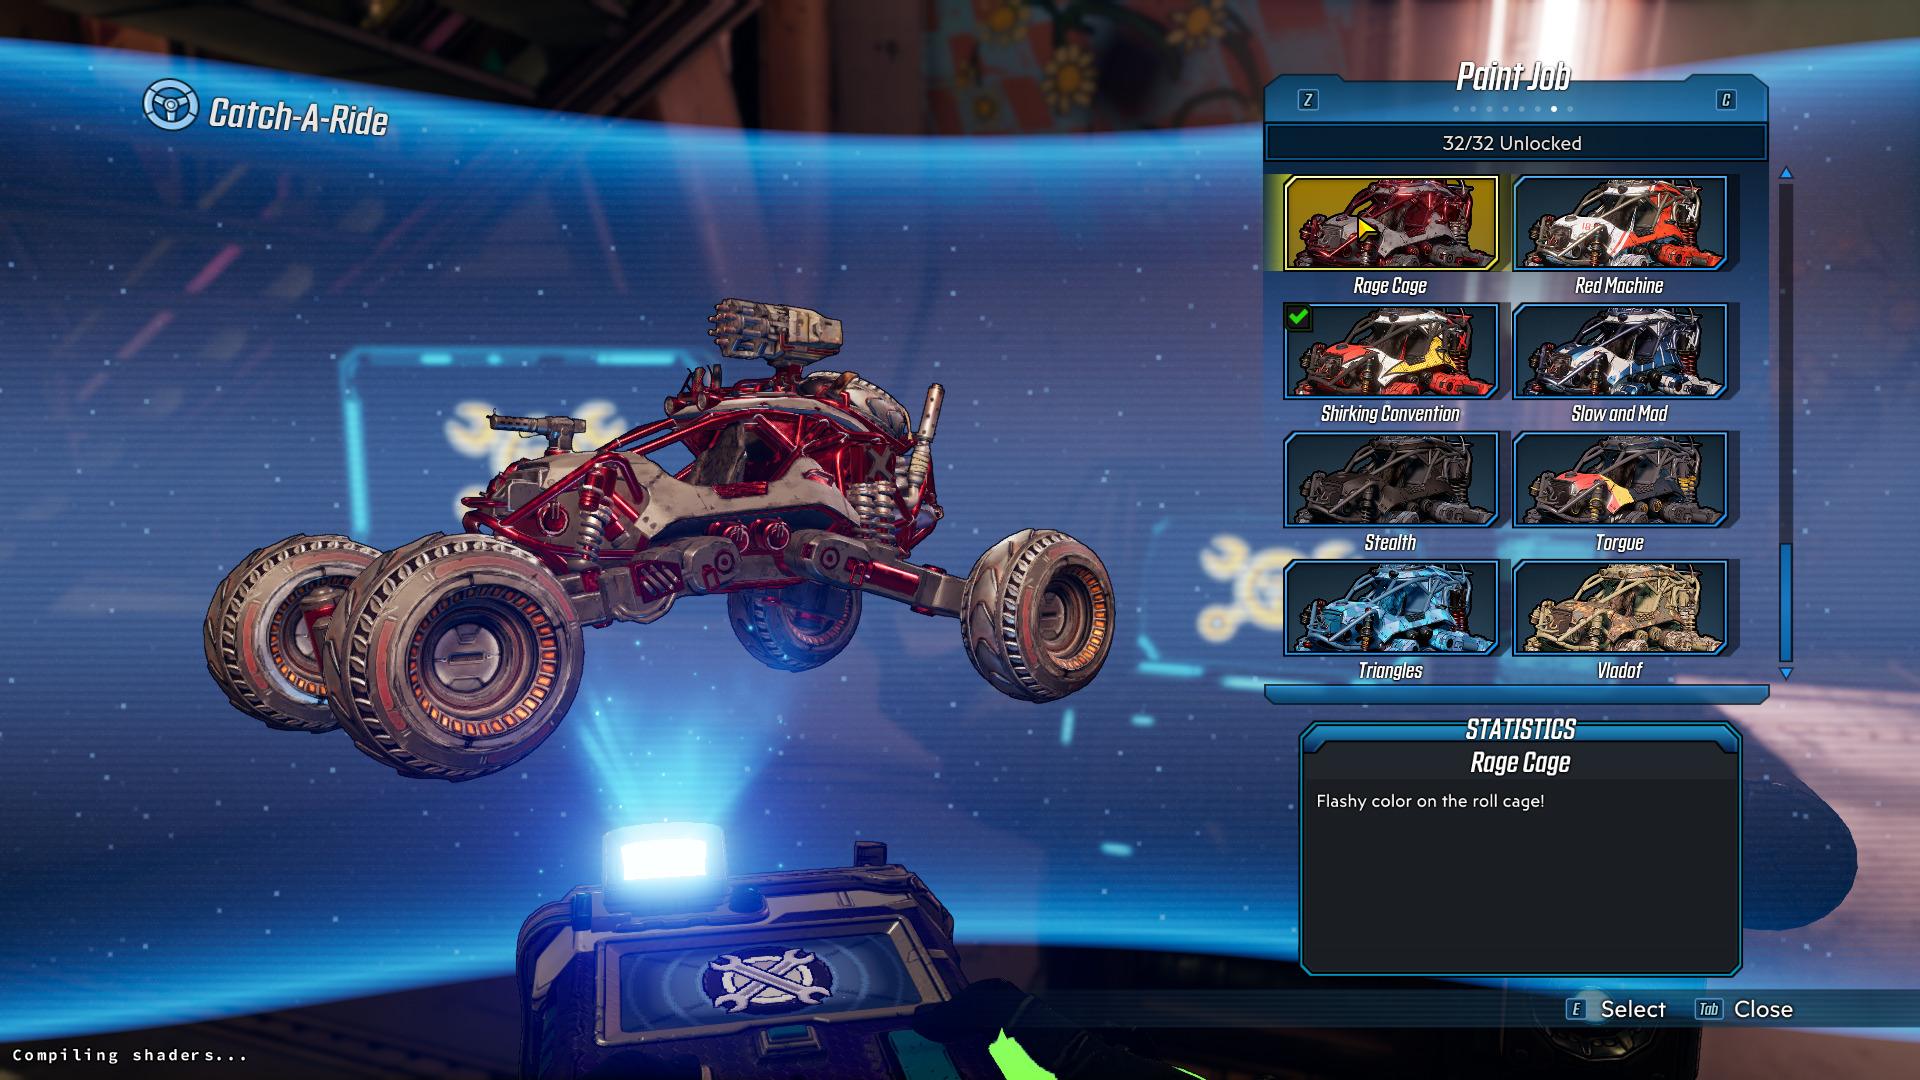 Catch-A-Ride
Paint Job
Z
C
32/32 Unlocked
Rage Cage
Red Machine
Shirking Convention
Slow and Mad
Stealth
Torgue
Triangles
Vladof
STATISTICS
Rage Cage
Flashy color on the roll cage!
E Select
Tab Close
Compiling shaders...